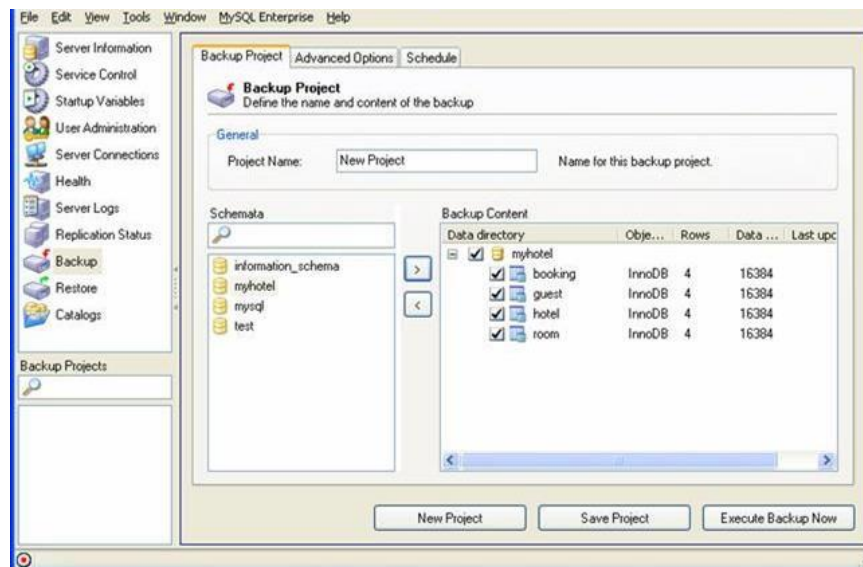 File Edit View Tools Window MySQL Enterprise Help
Server Information
Service Control
Startup Variables
User Administration
Server Connections
Health
Server Logs
Replication Status
Backup
Restore
Catalogs
Backup Projects
Backup Project Advanced Options Schedule
Backup Project
Define the name and content of the backup
General
Project Name: New Project Name for this backup project.
Schemata
information_schema
myhotel
mysql
test
>
<
Backup Content
Data directory Obje... Rows Data ... Last upc
myhotel
booking InnoDB 4 16384
guest InnoDB 4 16384
hotel InnoDB 4 16384
room InnoDB 4 16384
New Project Save Project Execute Backup Now